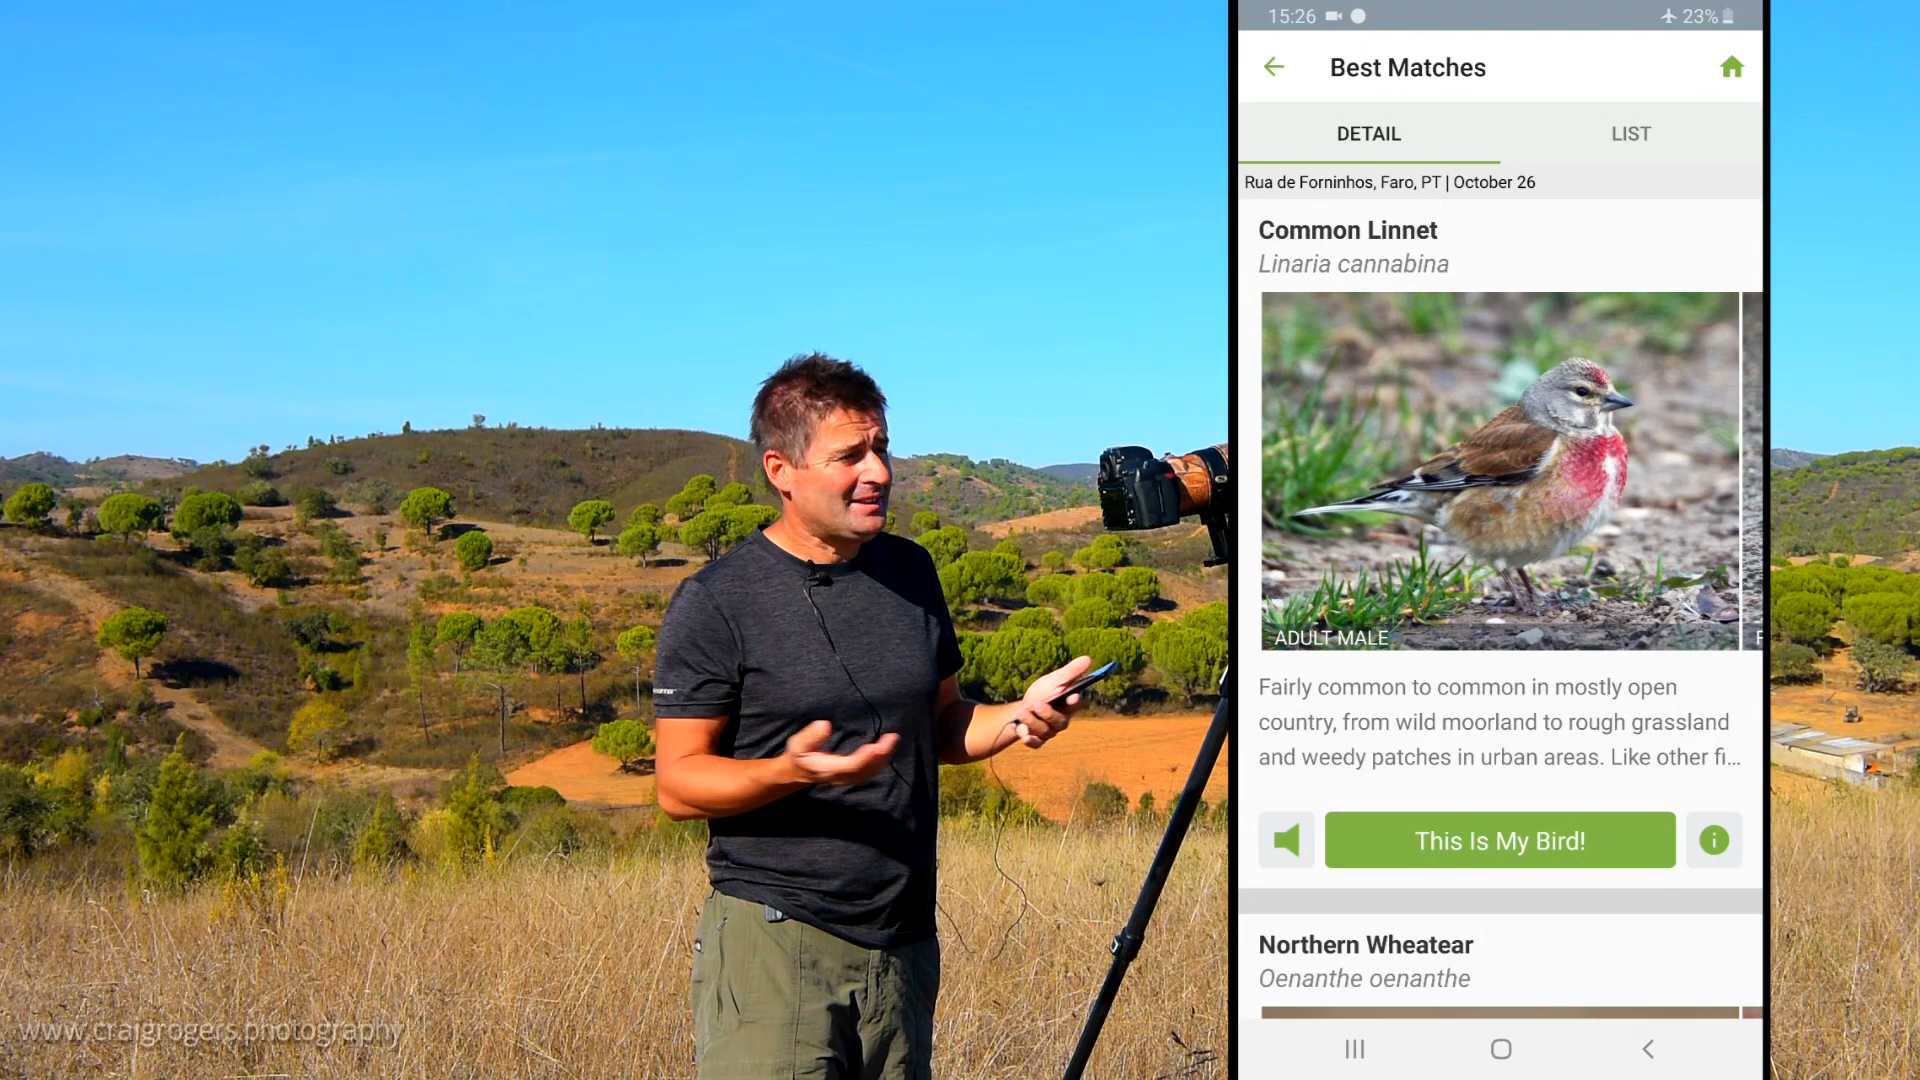 15:26
23%
Best Matches
DETAIL
LIST
Rua de Forninhos, Faro, PT | October 26
Common Linnet
Linaria cannabina
ADULT MALE
Fairly common to common in mostly open
country, from wild moorland to rough grassland
and weedy patches in urban areas. Like other fi...
This Is My Bird!
Northern Wheatear
Oenanthe oenanthe
www.craigrogers.photography